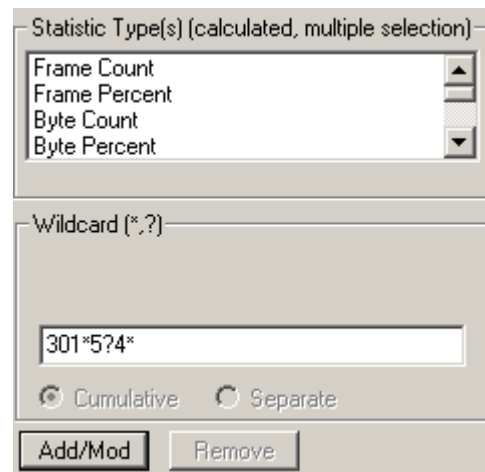 Statistic Type(s) (calculated, multiple selection)
Frame Count
Frame Percent
Byte Count
Byte Percent
Wildcard (*,?)
301*5?4*
Cumulative Separate
Add/Mod Remove